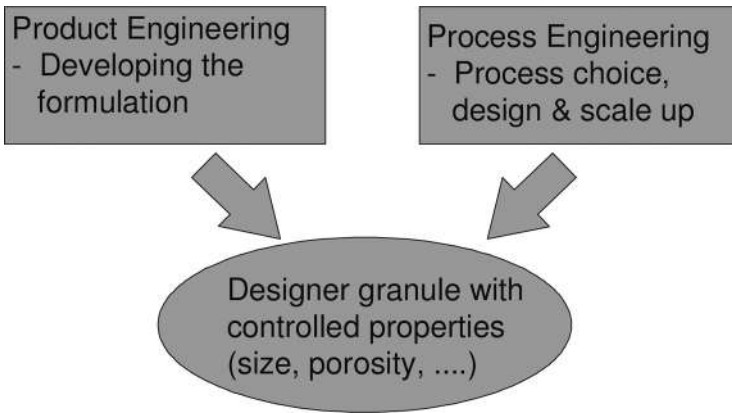 Product Engineering
- Developing the
formulation
Process Engineering
- Process choice,
design & scale up
Designer granule with
controlled properties
(size, porosity, ....)